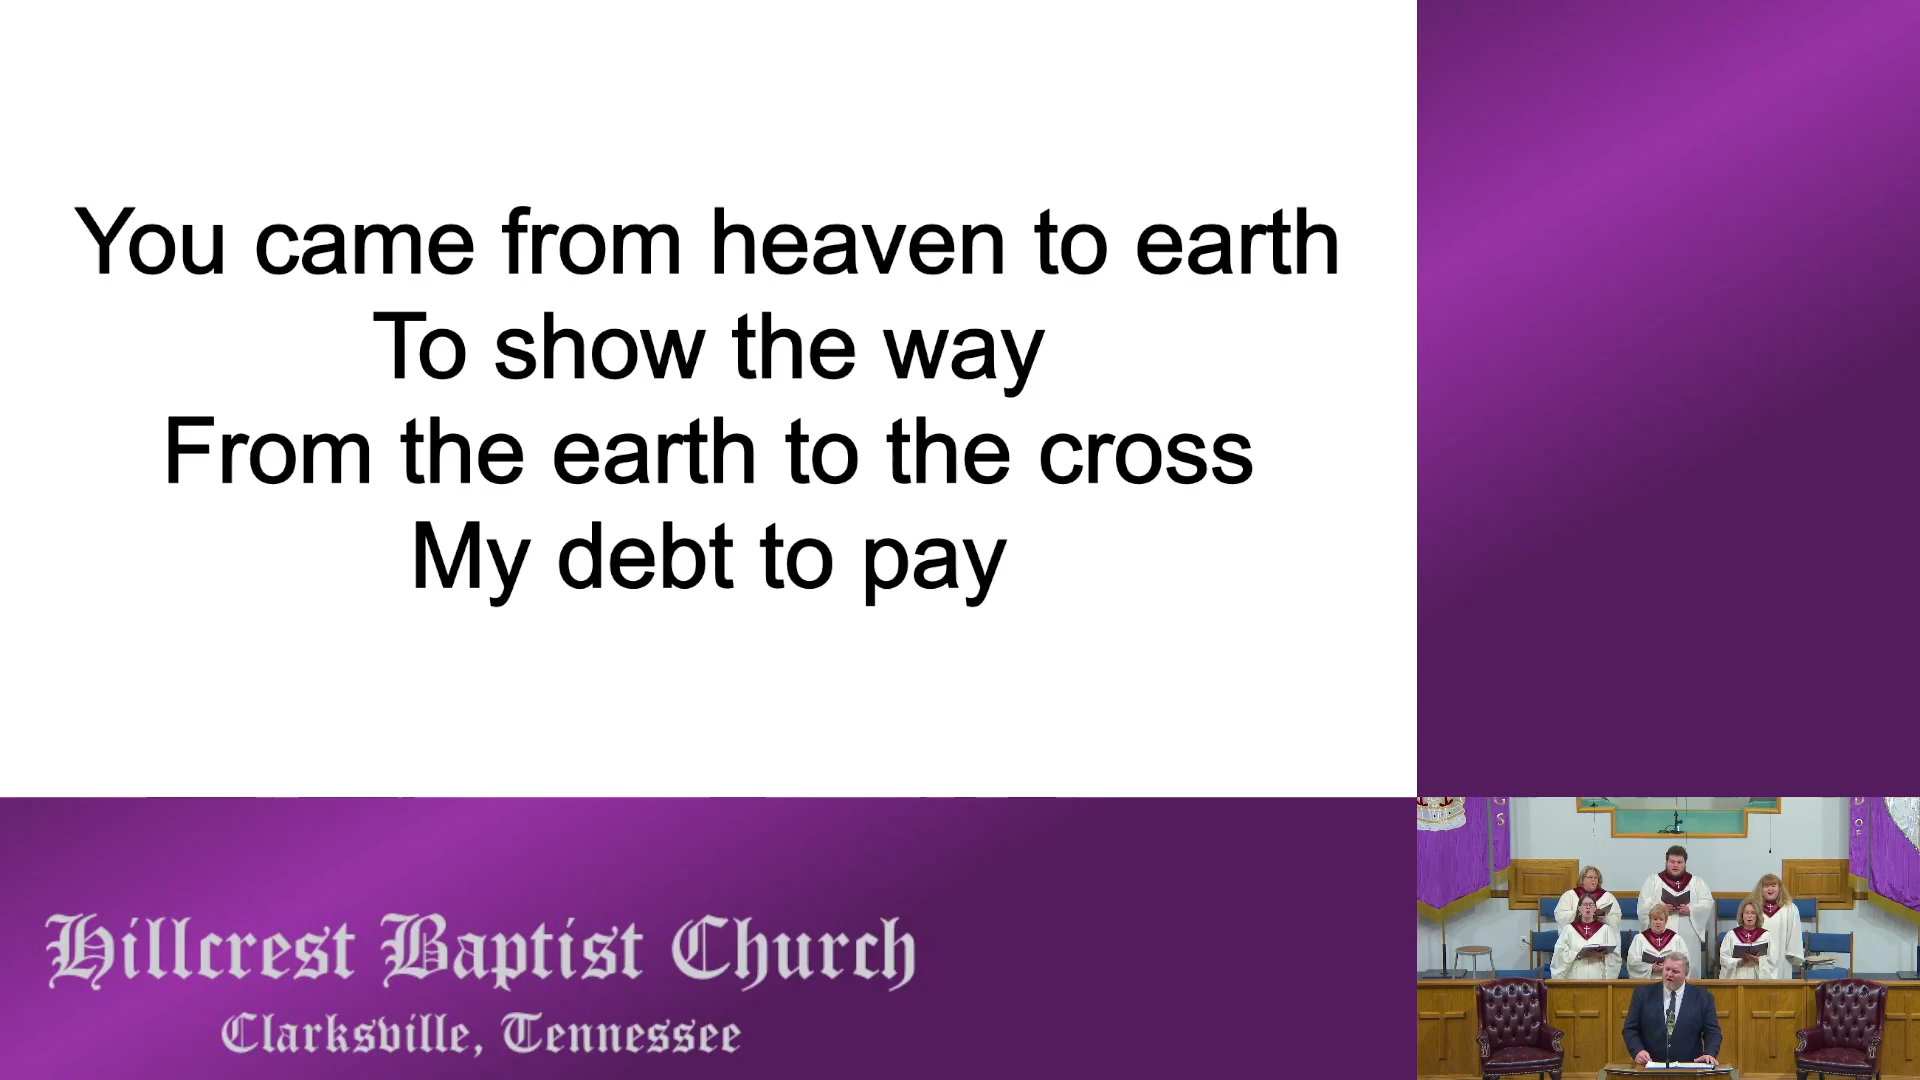 You came from heaven to earth
To show the way
From the earth to the cross
My debt to pay
Hillcrest Baptist Church
Clarksville, Tennessee